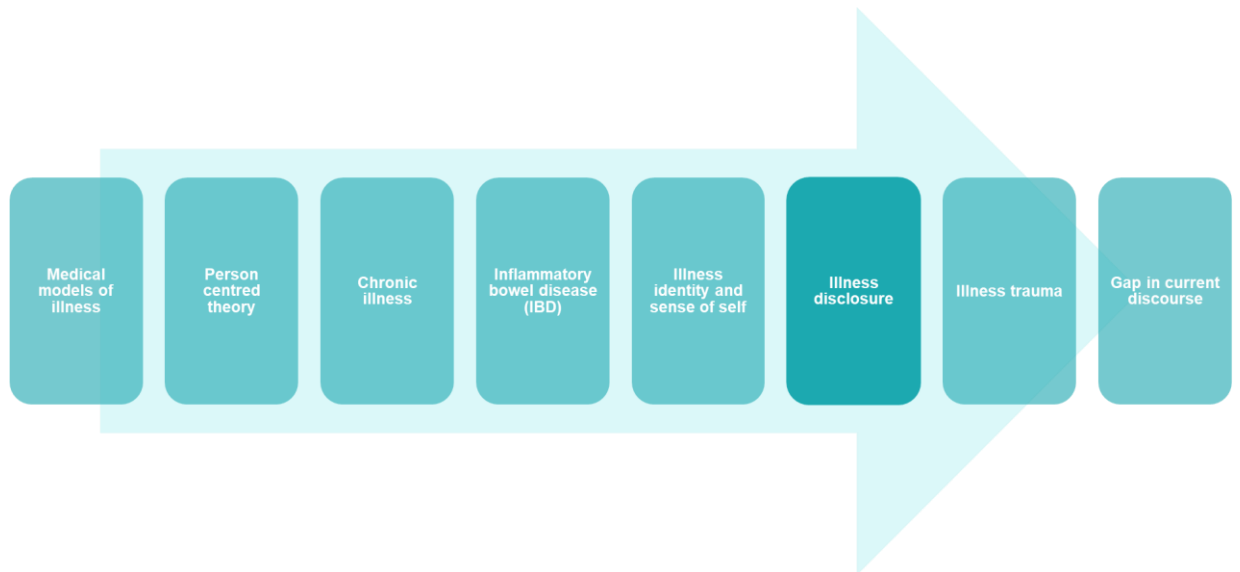 Medical
models of
illness
Person
centred
theory
Chronic
illness
Inflammatory
bowel disease
(IBD)
Illness
identity and
sense of self
Illness
disclosure
Illness trauma
Gap in current
discourse